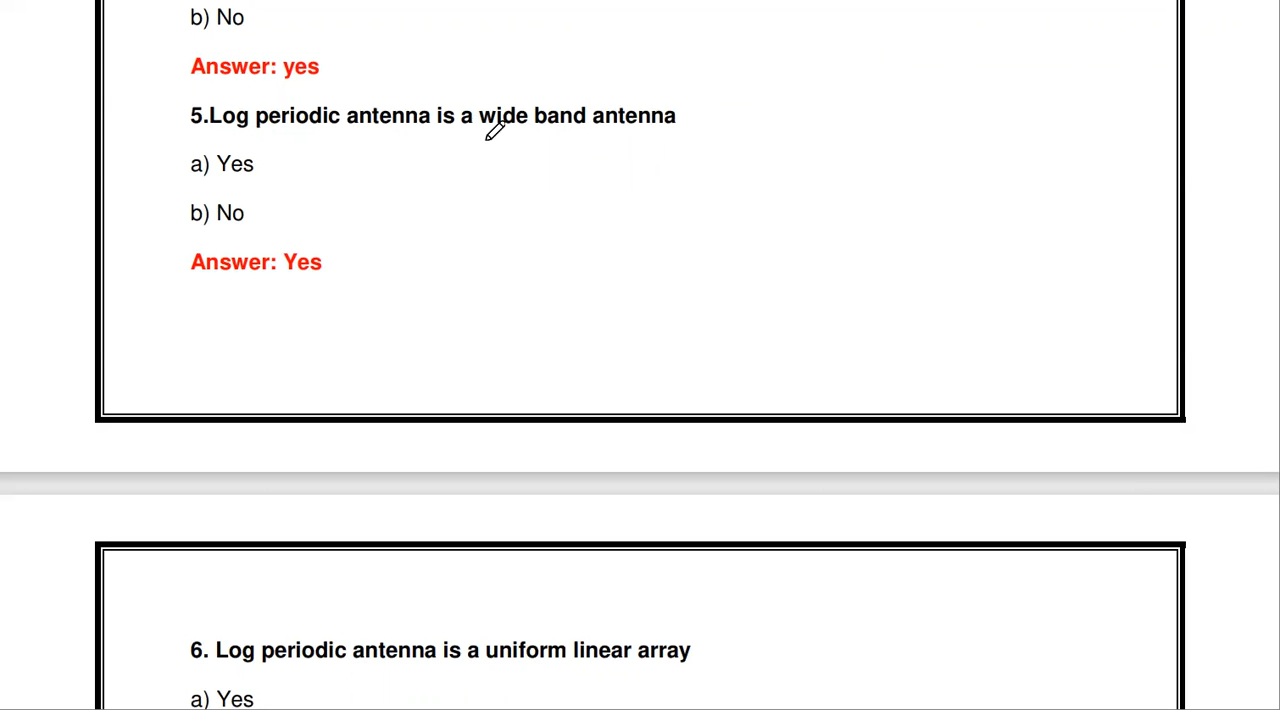 b) No
Answer: yes
5.Log periodic antenna is a wide band antenna
a) Yes
b) No
Answer: Yes
6. Log periodic antenna is a uniform linear array
a) Yes